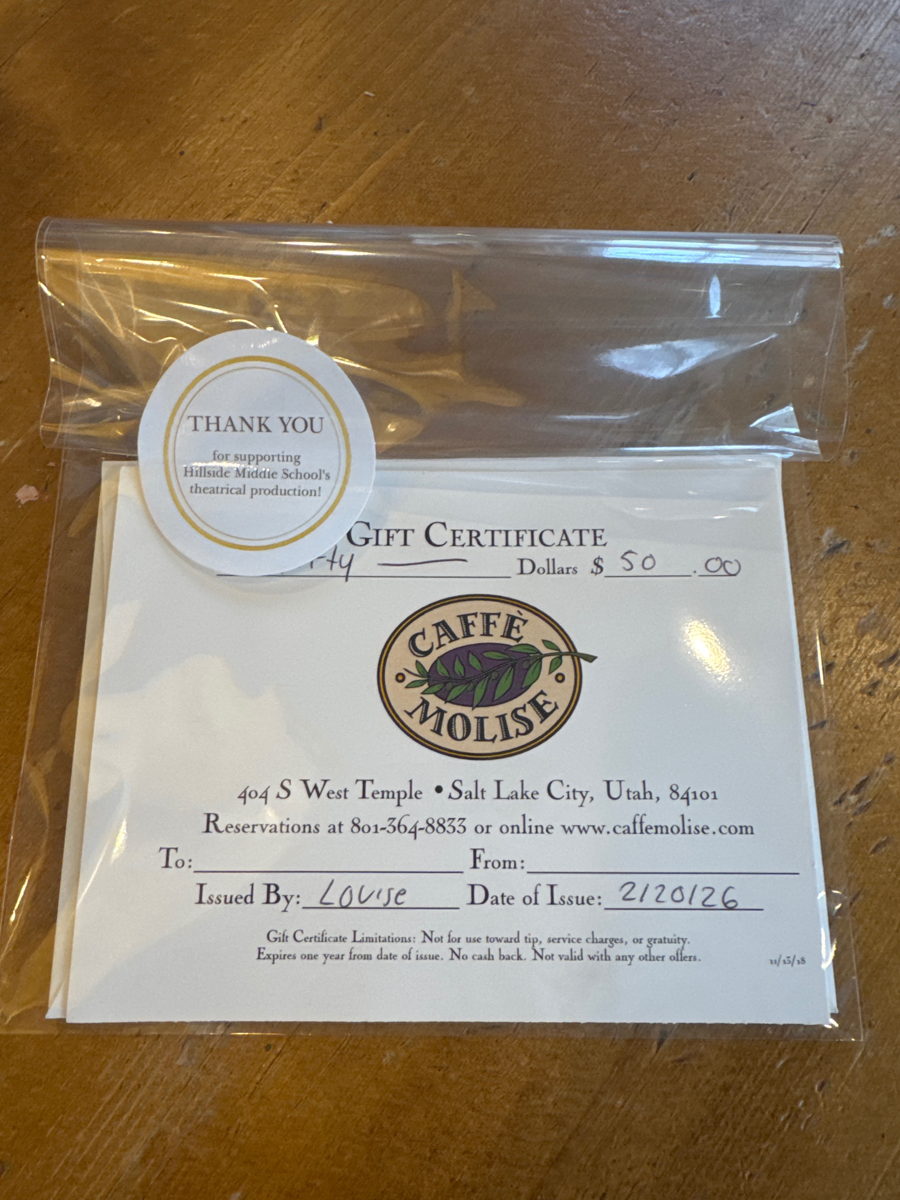 THANK YOU
for supporting
Hillside Middle School's
theatrical production!
GIFT CERTIFICATE
Dollars $ 50 .00
CAFFÈ
MOLISE
404 S West Temple • Salt Lake City, Utah, 84101
Reservations at 801-364-8833 or online www.caffemolise.com
To: From:
Issued By: Louise Date of Issue: 2/20/26
Gift Certificate Limitations: Not for use toward tip, service charges, or gratuity.
Expires one year from date of issue. No cash back. Not valid with any other offers.